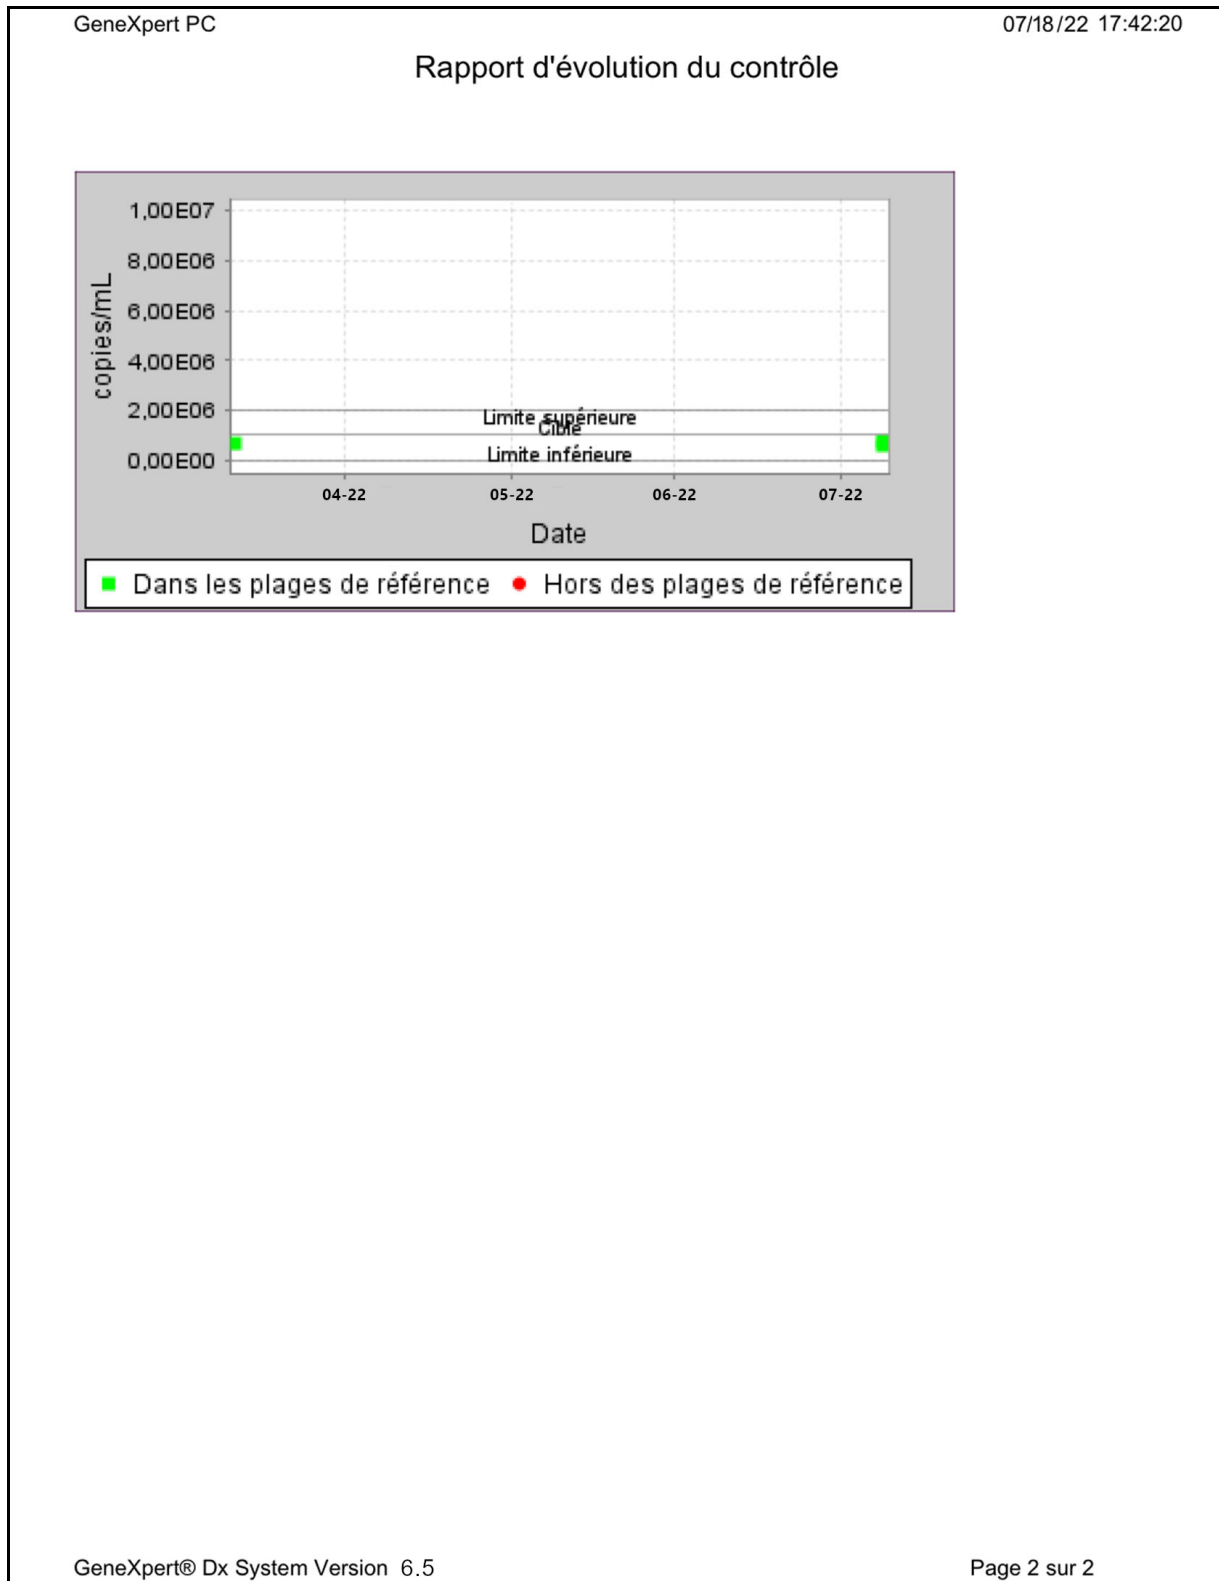 GeneXpert PC 07/18/22 17:42:20
Rapport d'évolution du contrôle
copies/mL
1,00E07
8,00E06
6,00E06
4,00E06
2,00E06
0,00E00
Limite supérieure
Cible
Limite inférieure
04-22 05-22 06-22 07-22
Date
Dans les plages de référence Hors des plages de référence
GeneXpert® Dx System Version 6.5 Page 2 sur 2